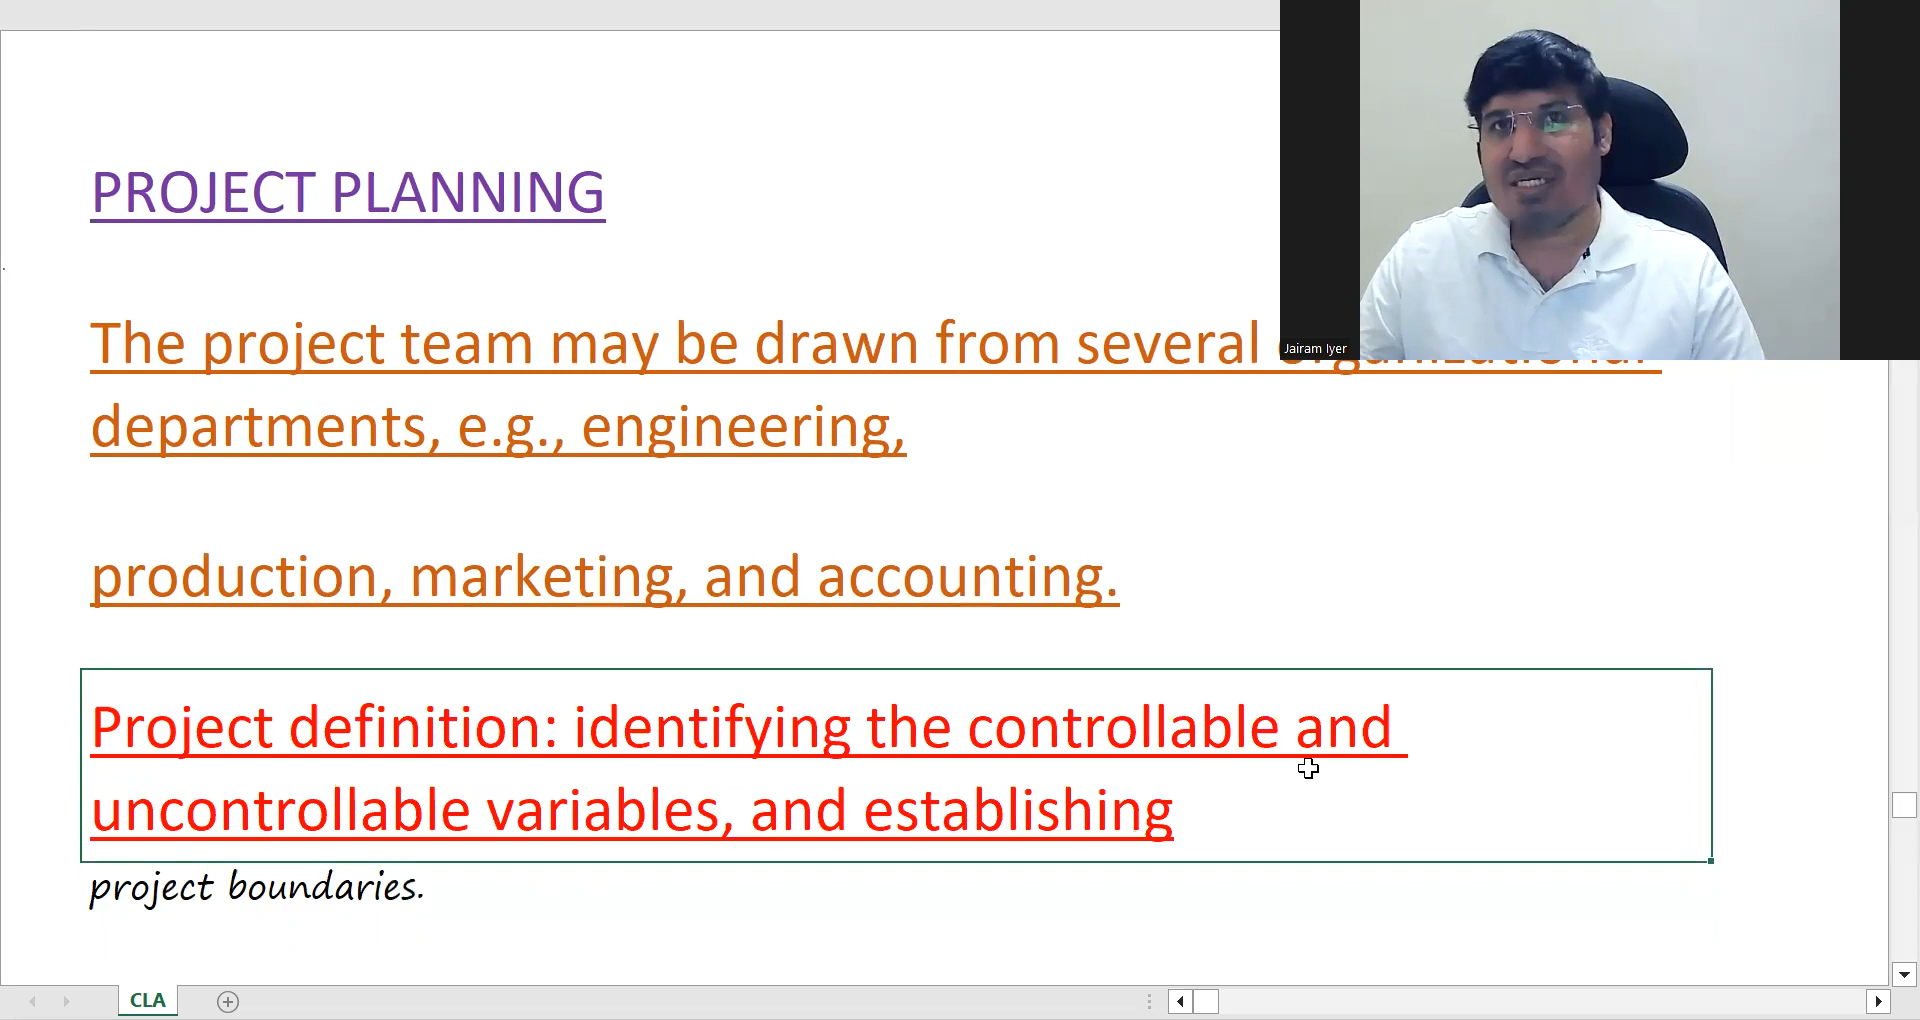 PROJECT PLANNING
The project team may be drawn from several
departments, e.g., engineering,
production, marketing, and accounting.
Project definition: identifying the controllable and
uncontrollable variables, and establishing
project boundaries.
Jairam Iyer
CLA